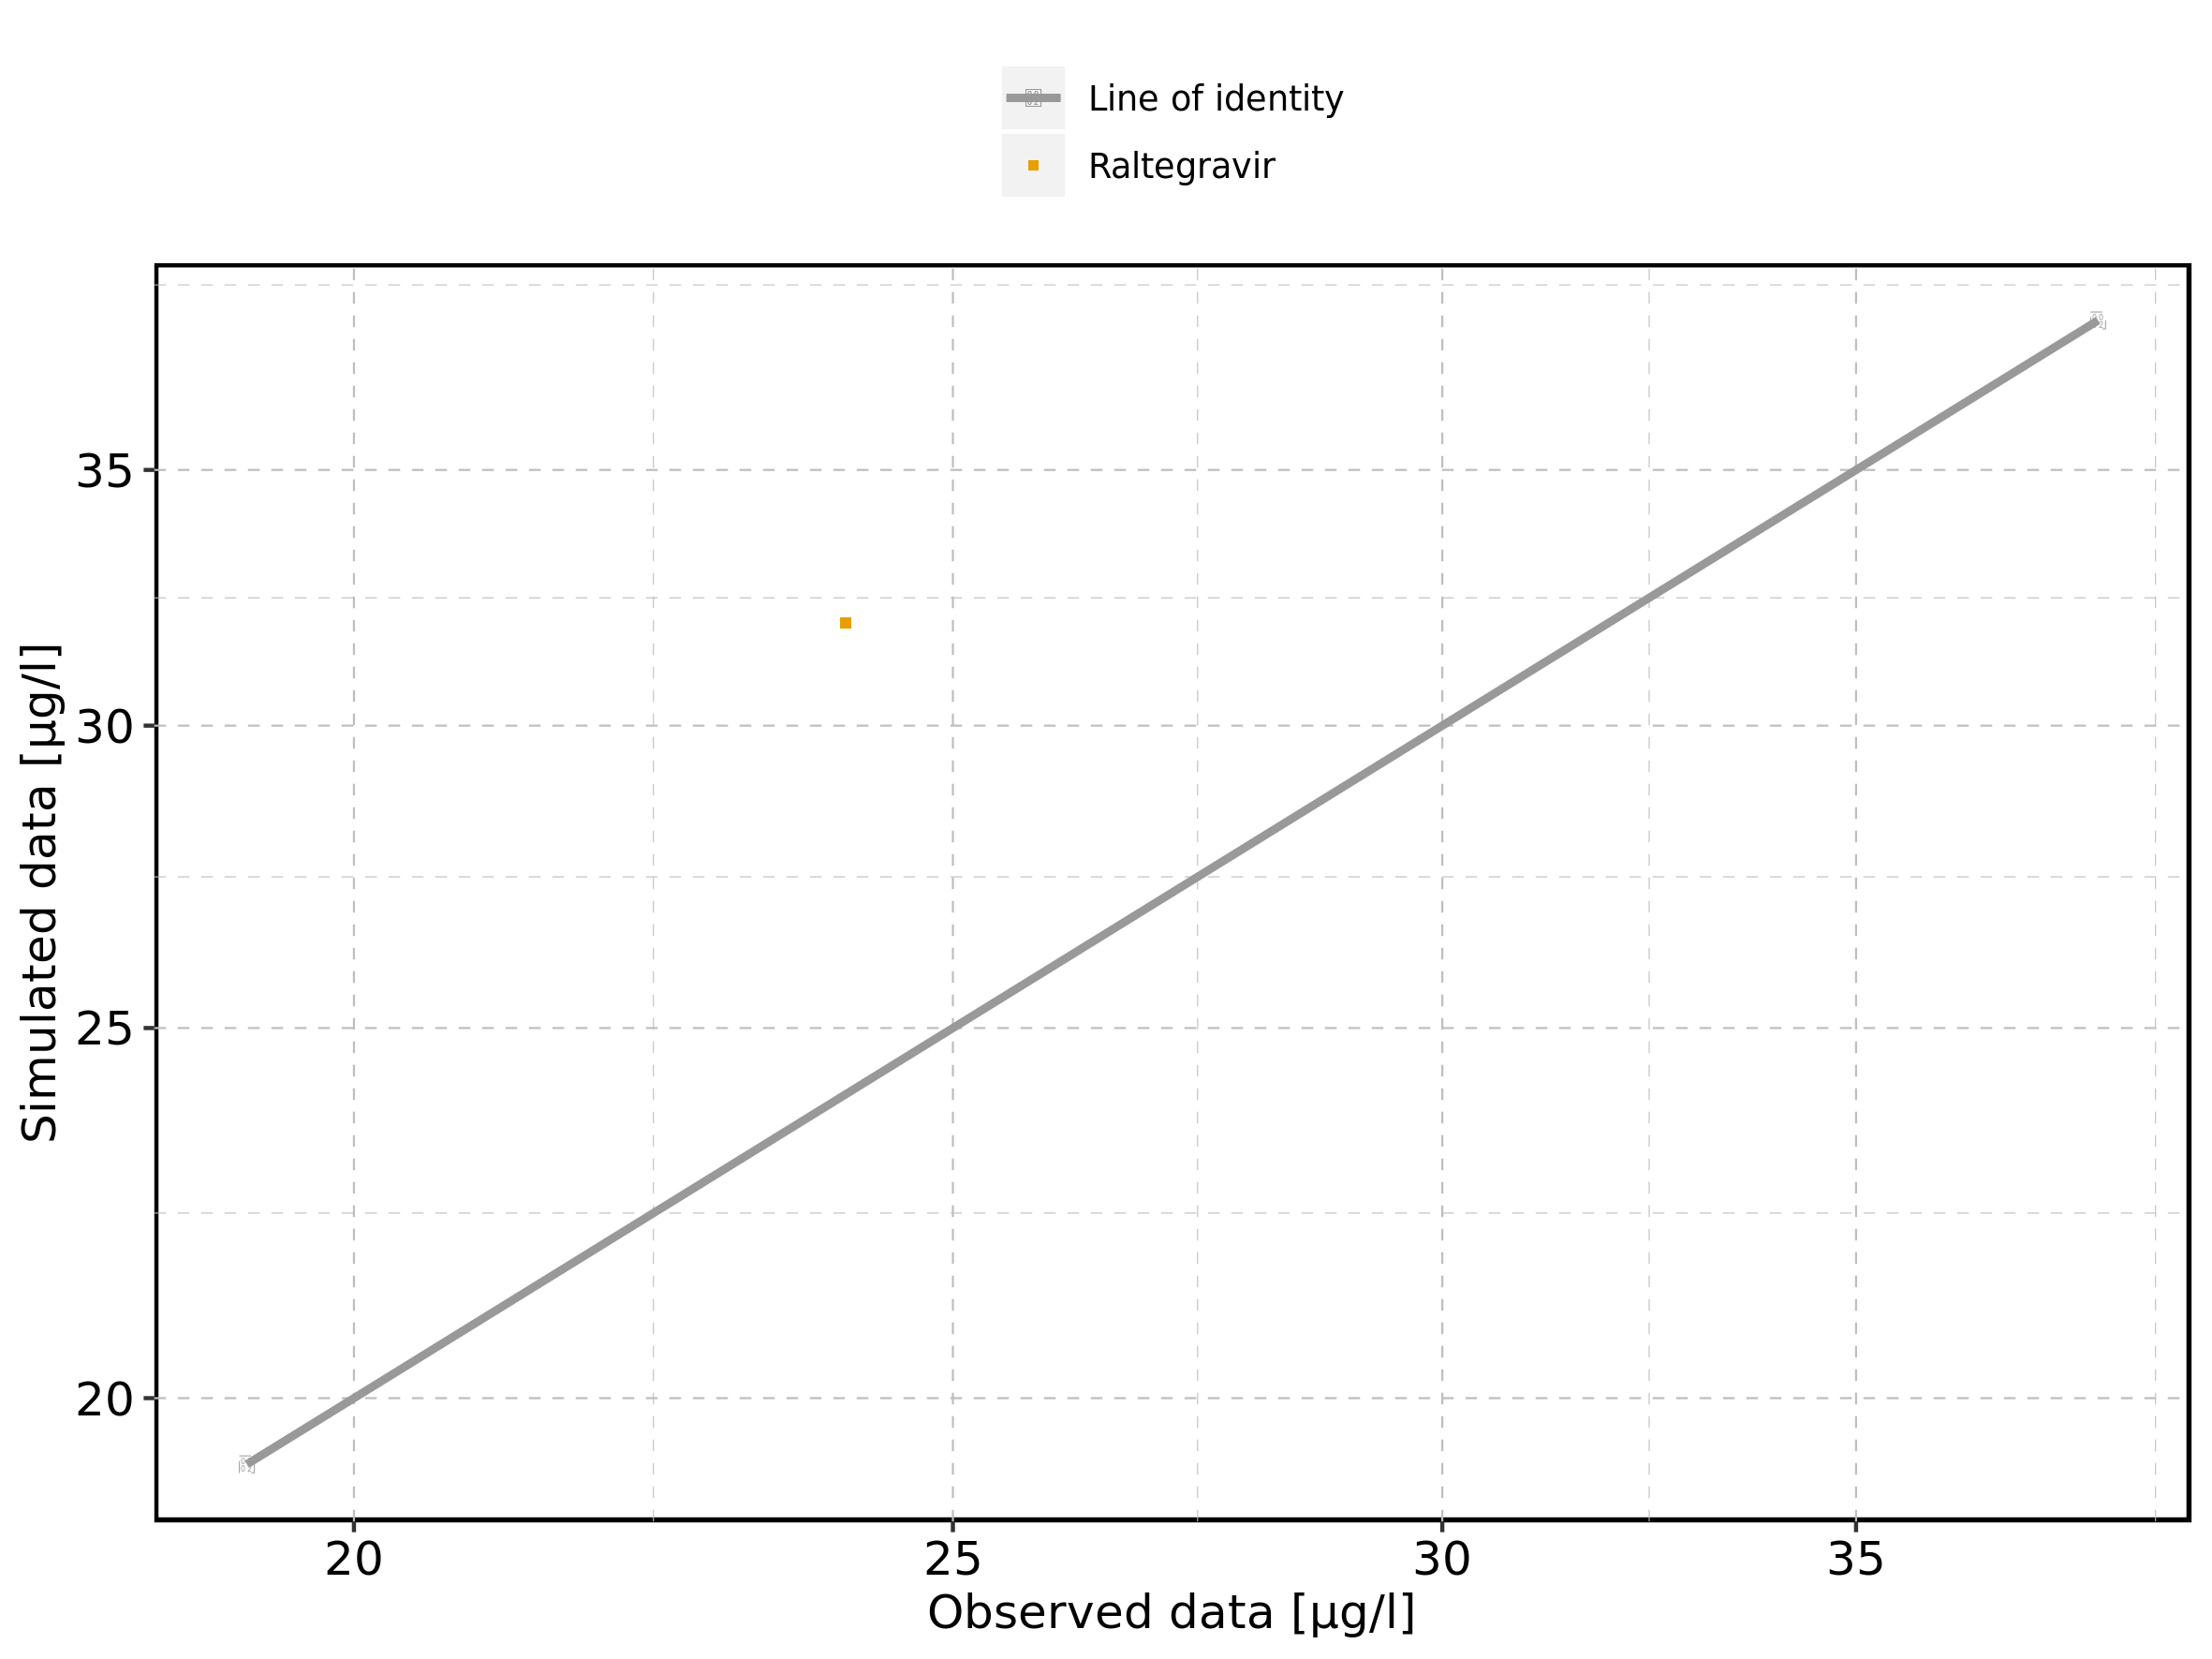 Line of identity
Raltegravir
35
30
25
20
Simulated data [µg/l]
20 25 30 35
Observed data [µg/l]